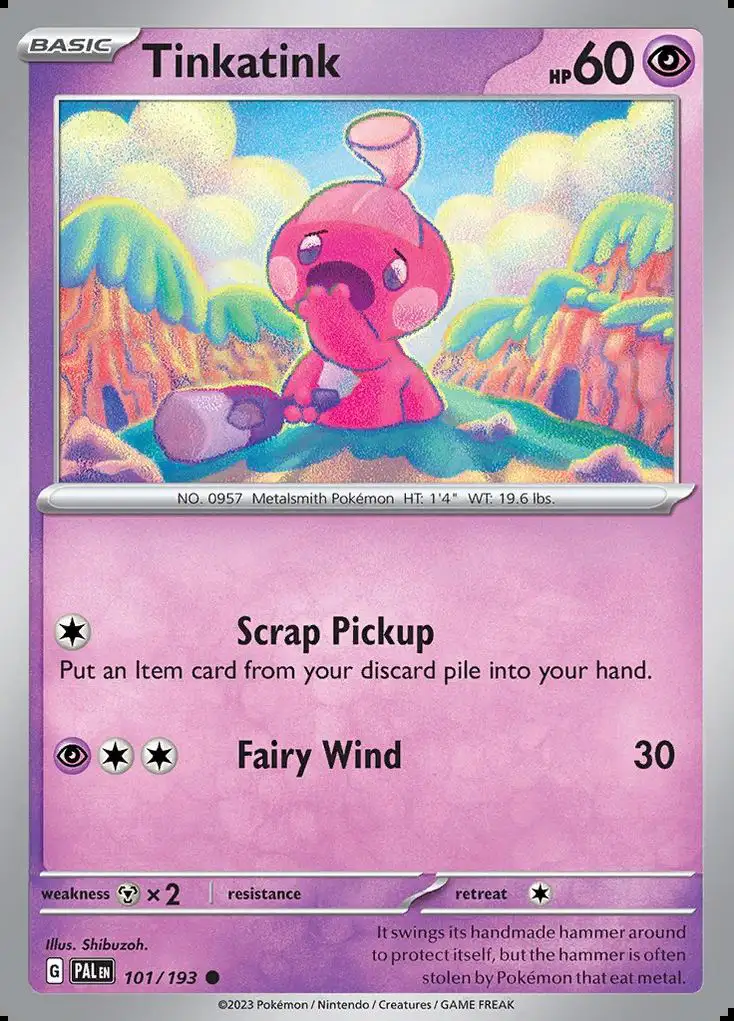 BASIC
Tinkatink
HP60
NO. 0957 Metalsmith Pokémon HT: 1'4" WT: 19.6 lbs.
Scrap Pickup
Put an Item card from your discard pile into your hand.
Fairy Wind 30
weakness ×2 resistance retreat
Illus. Shibuzoh.
It swings its handmade hammer around
to protect itself, but the hammer is often
stolen by Pokémon that eat metal.
G PAL EN 101/193
©2023 Pokémon / Nintendo / Creatures / GAME FREAK